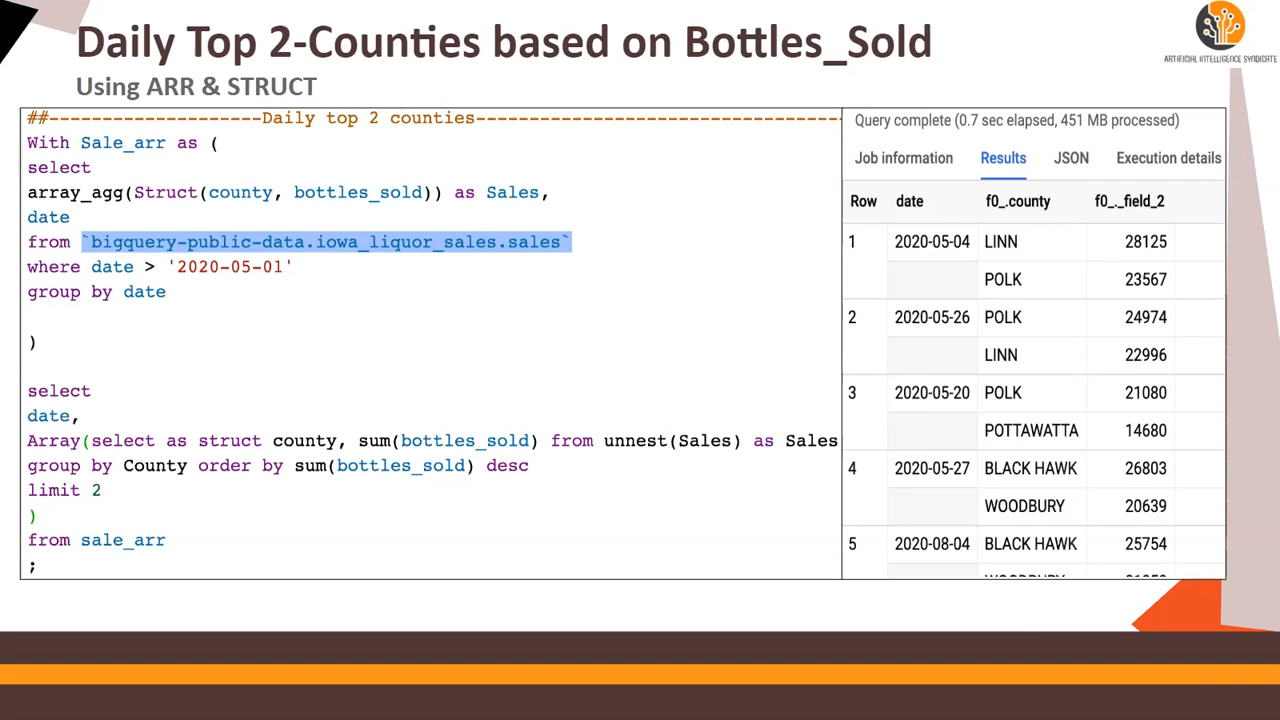 Daily Top 2-Counties based on Bottles_Sold
ARTIFICIAL INTELLIGENCE SYNDICATE
Using ARR & STRUCT
##--------------------Daily top 2 counties----------------------------------
With Sale_arr as (
select
array_agg(Struct(county, bottles_sold)) as Sales,
date
from `bigquery-public-data.iowa_liquor_sales.sales`
where date > '2020-05-01'
group by date
)
select
date,
Array(select as struct county, sum(bottles_sold) from unnest(Sales) as Sales
group by County order by sum(bottles_sold) desc
limit 2
)
from sale_arr
;
Query complete (0.7 sec elapsed, 451 MB processed)
Job information Results JSON Execution details
Row date f0_.county f0_._field_2
1 2020-05-04 LINN 28125
POLK 23567
2 2020-05-26 POLK 24974
LINN 22996
3 2020-05-20 POLK 21080
POTTAWATTA 14680
4 2020-05-27 BLACK HAWK 26803
WOODBURY 20639
5 2020-08-04 BLACK HAWK 25754